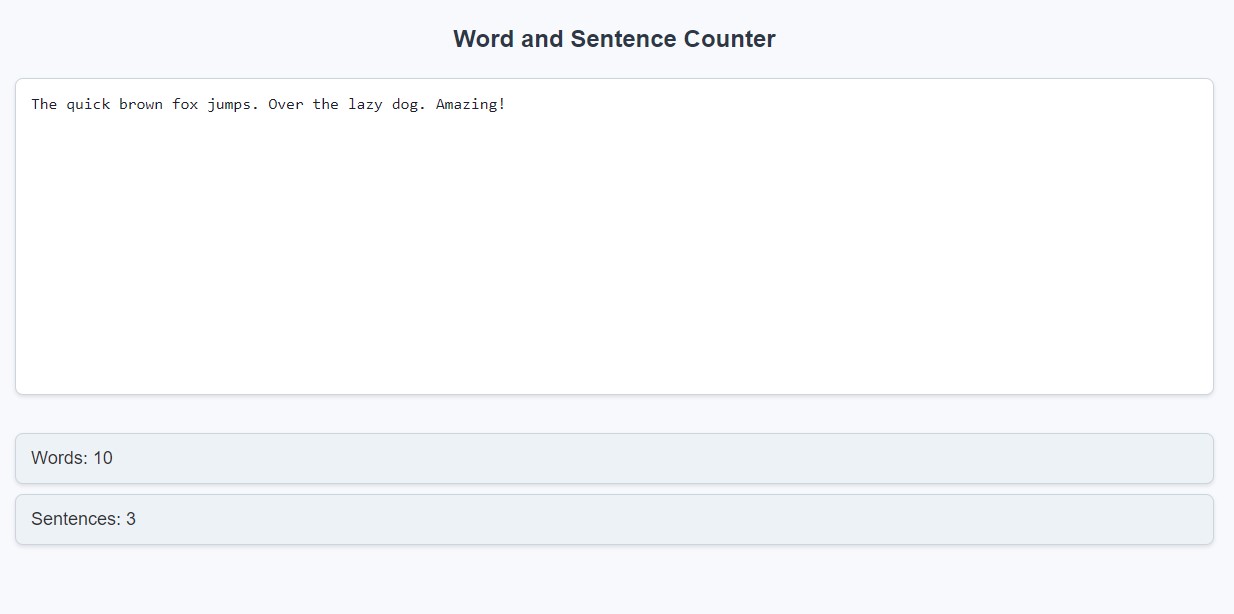 Word and Sentence Counter
The quick brown fox jumps. Over the lazy dog. Amazing!
Words: 10
Sentences: 3